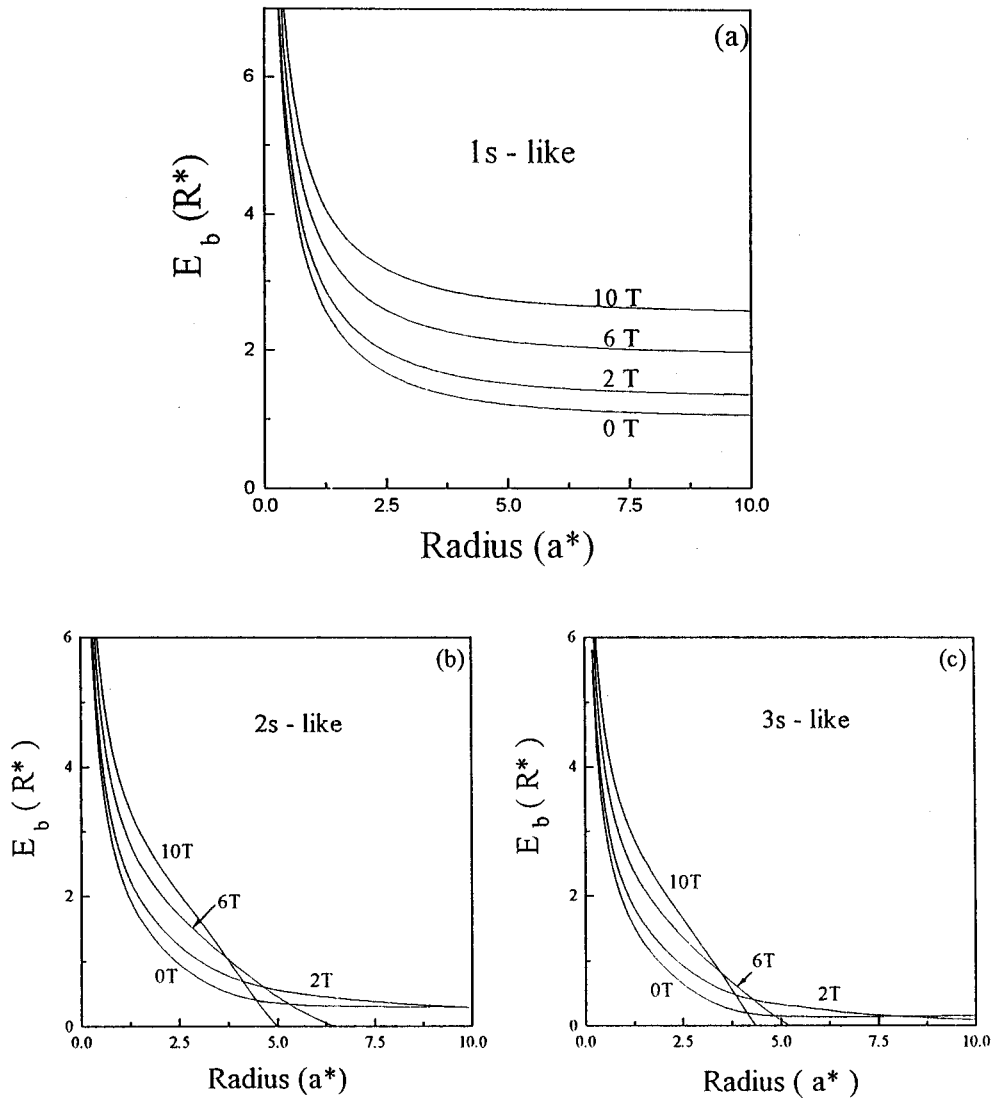 (a)
6
4
2
0
E_b (R*)
1s - like
10 T
6 T
2 T
0 T
0.0 2.5 5.0 7.5 10.0
Radius (a*)
(b)
6
4
2
0
E_b ( R* )
2s - like
10T
6T
2T
0T
0.0 2.5 5.0 7.5 10.0
Radius (a*)
(c)
6
4
2
0
E_b ( R* )
3s - like
10T
6T
2T
0T
0.0 2.5 5.0 7.5 10.0
Radius ( a* )